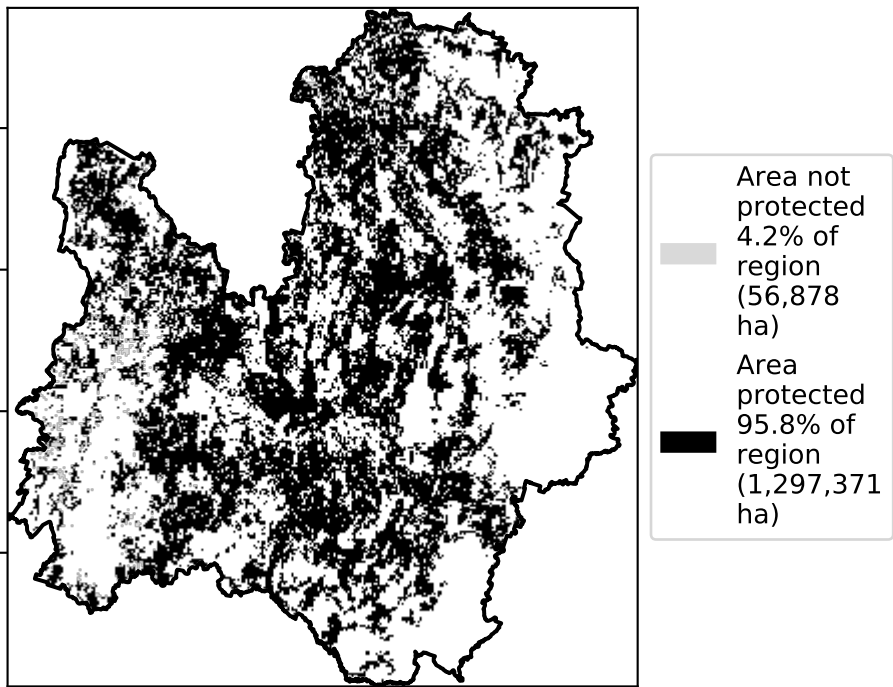 Area not
protected
4.2% of
region
(56,878
ha)
Area
protected
95.8% of
region
(1,297,371
ha)